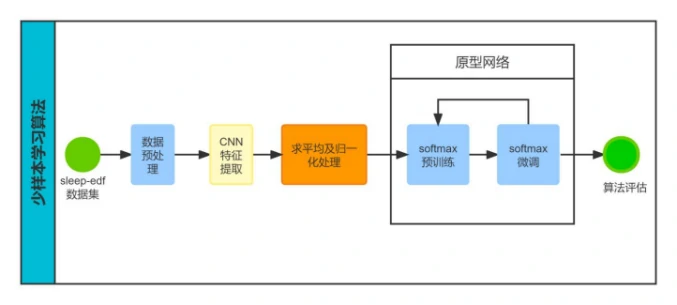 少样本学习算法
sleep-edf
数据集
数据
预处
理
CNN
特征
提取
求平均及归一
化处理
原型网络
softmax
预训练
softmax
微调
算法评估